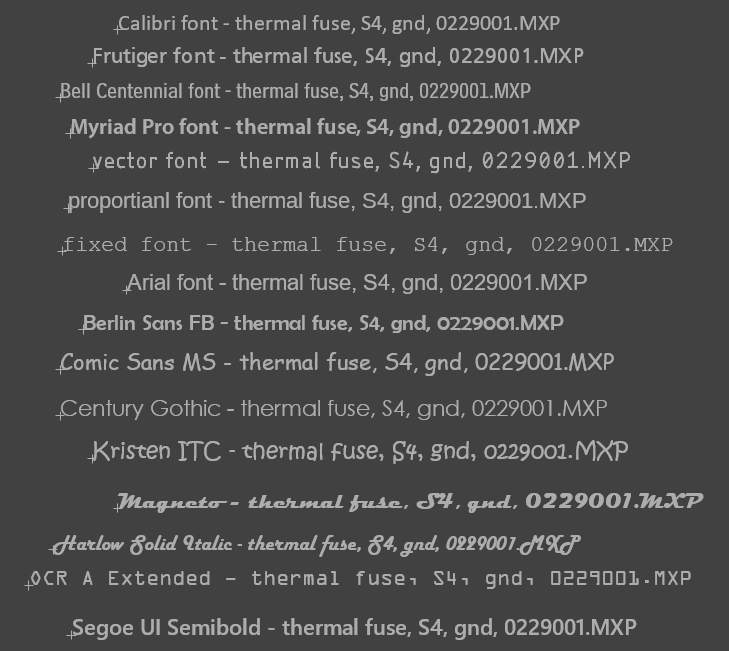 Calibri font - thermal fuse, S4, gnd, 0229001.MXP
Frutiger font - thermal fuse, S4, gnd, 0229001.MXP
Bell Centennial font - thermal fuse, S4, gnd, 0229001.MXP
Myriad Pro font - thermal fuse, S4, gnd, 0229001.MXP
vector font - thermal fuse, S4, gnd, 0229001.MXP
proportianl font - thermal fuse, S4, gnd, 0229001.MXP
fixed font - thermal fuse, S4, gnd, 0229001.MXP
Arial font - thermal fuse, S4, gnd, 0229001.MXP
Berlin Sans FB - thermal fuse, S4, gnd, 0229001.MXP
Comic Sans MS - thermal fuse, S4, gnd, 0229001.MXP
Century Gothic - thermal fuse, S4, gnd, 0229001.MXP
Kristen ITC - thermal fuse, S4, gnd, 0229001.MXP
Magneto - thermal fuse, S4, gnd, 0229001.MXP
Harlow Solid Italic - thermal fuse, S4, gnd, 0229001.MXP
OCR A Extended - thermal fuse, S4, gnd, 0229001.MXP
Segoe UI Semibold - thermal fuse, S4, gnd, 0229001.MXP